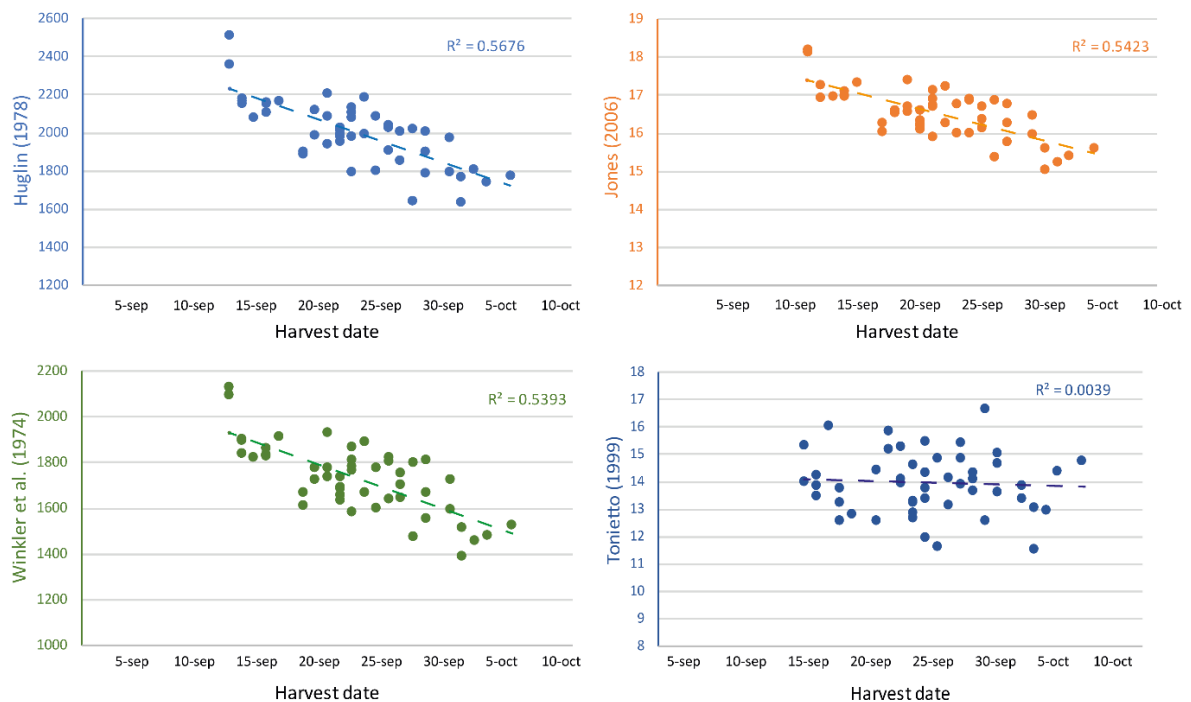 2600
2400
2200
2000
1800
1600
1400
1200
Huglin (1978)
R² = 0.5676
5-sep 10-sep 15-sep 20-sep 25-sep 30-sep 5-oct 10-oct
Harvest date
19
18
17
16
15
14
13
12
Jones (2006)
R² = 0.5423
5-sep 10-sep 15-sep 20-sep 25-sep 30-sep 5-oct 10-oct
Harvest date
2200
2000
1800
1600
1400
1200
1000
Winkler et al. (1974)
R² = 0.5393
5-sep 10-sep 15-sep 20-sep 25-sep 30-sep 5-oct 10-oct
Harvest date
18
17
16
15
14
13
12
11
10
9
8
Tonietto (1999)
R² = 0.0039
5-sep 10-sep 15-sep 20-sep 25-sep 30-sep 5-oct 10-oct
Harvest date